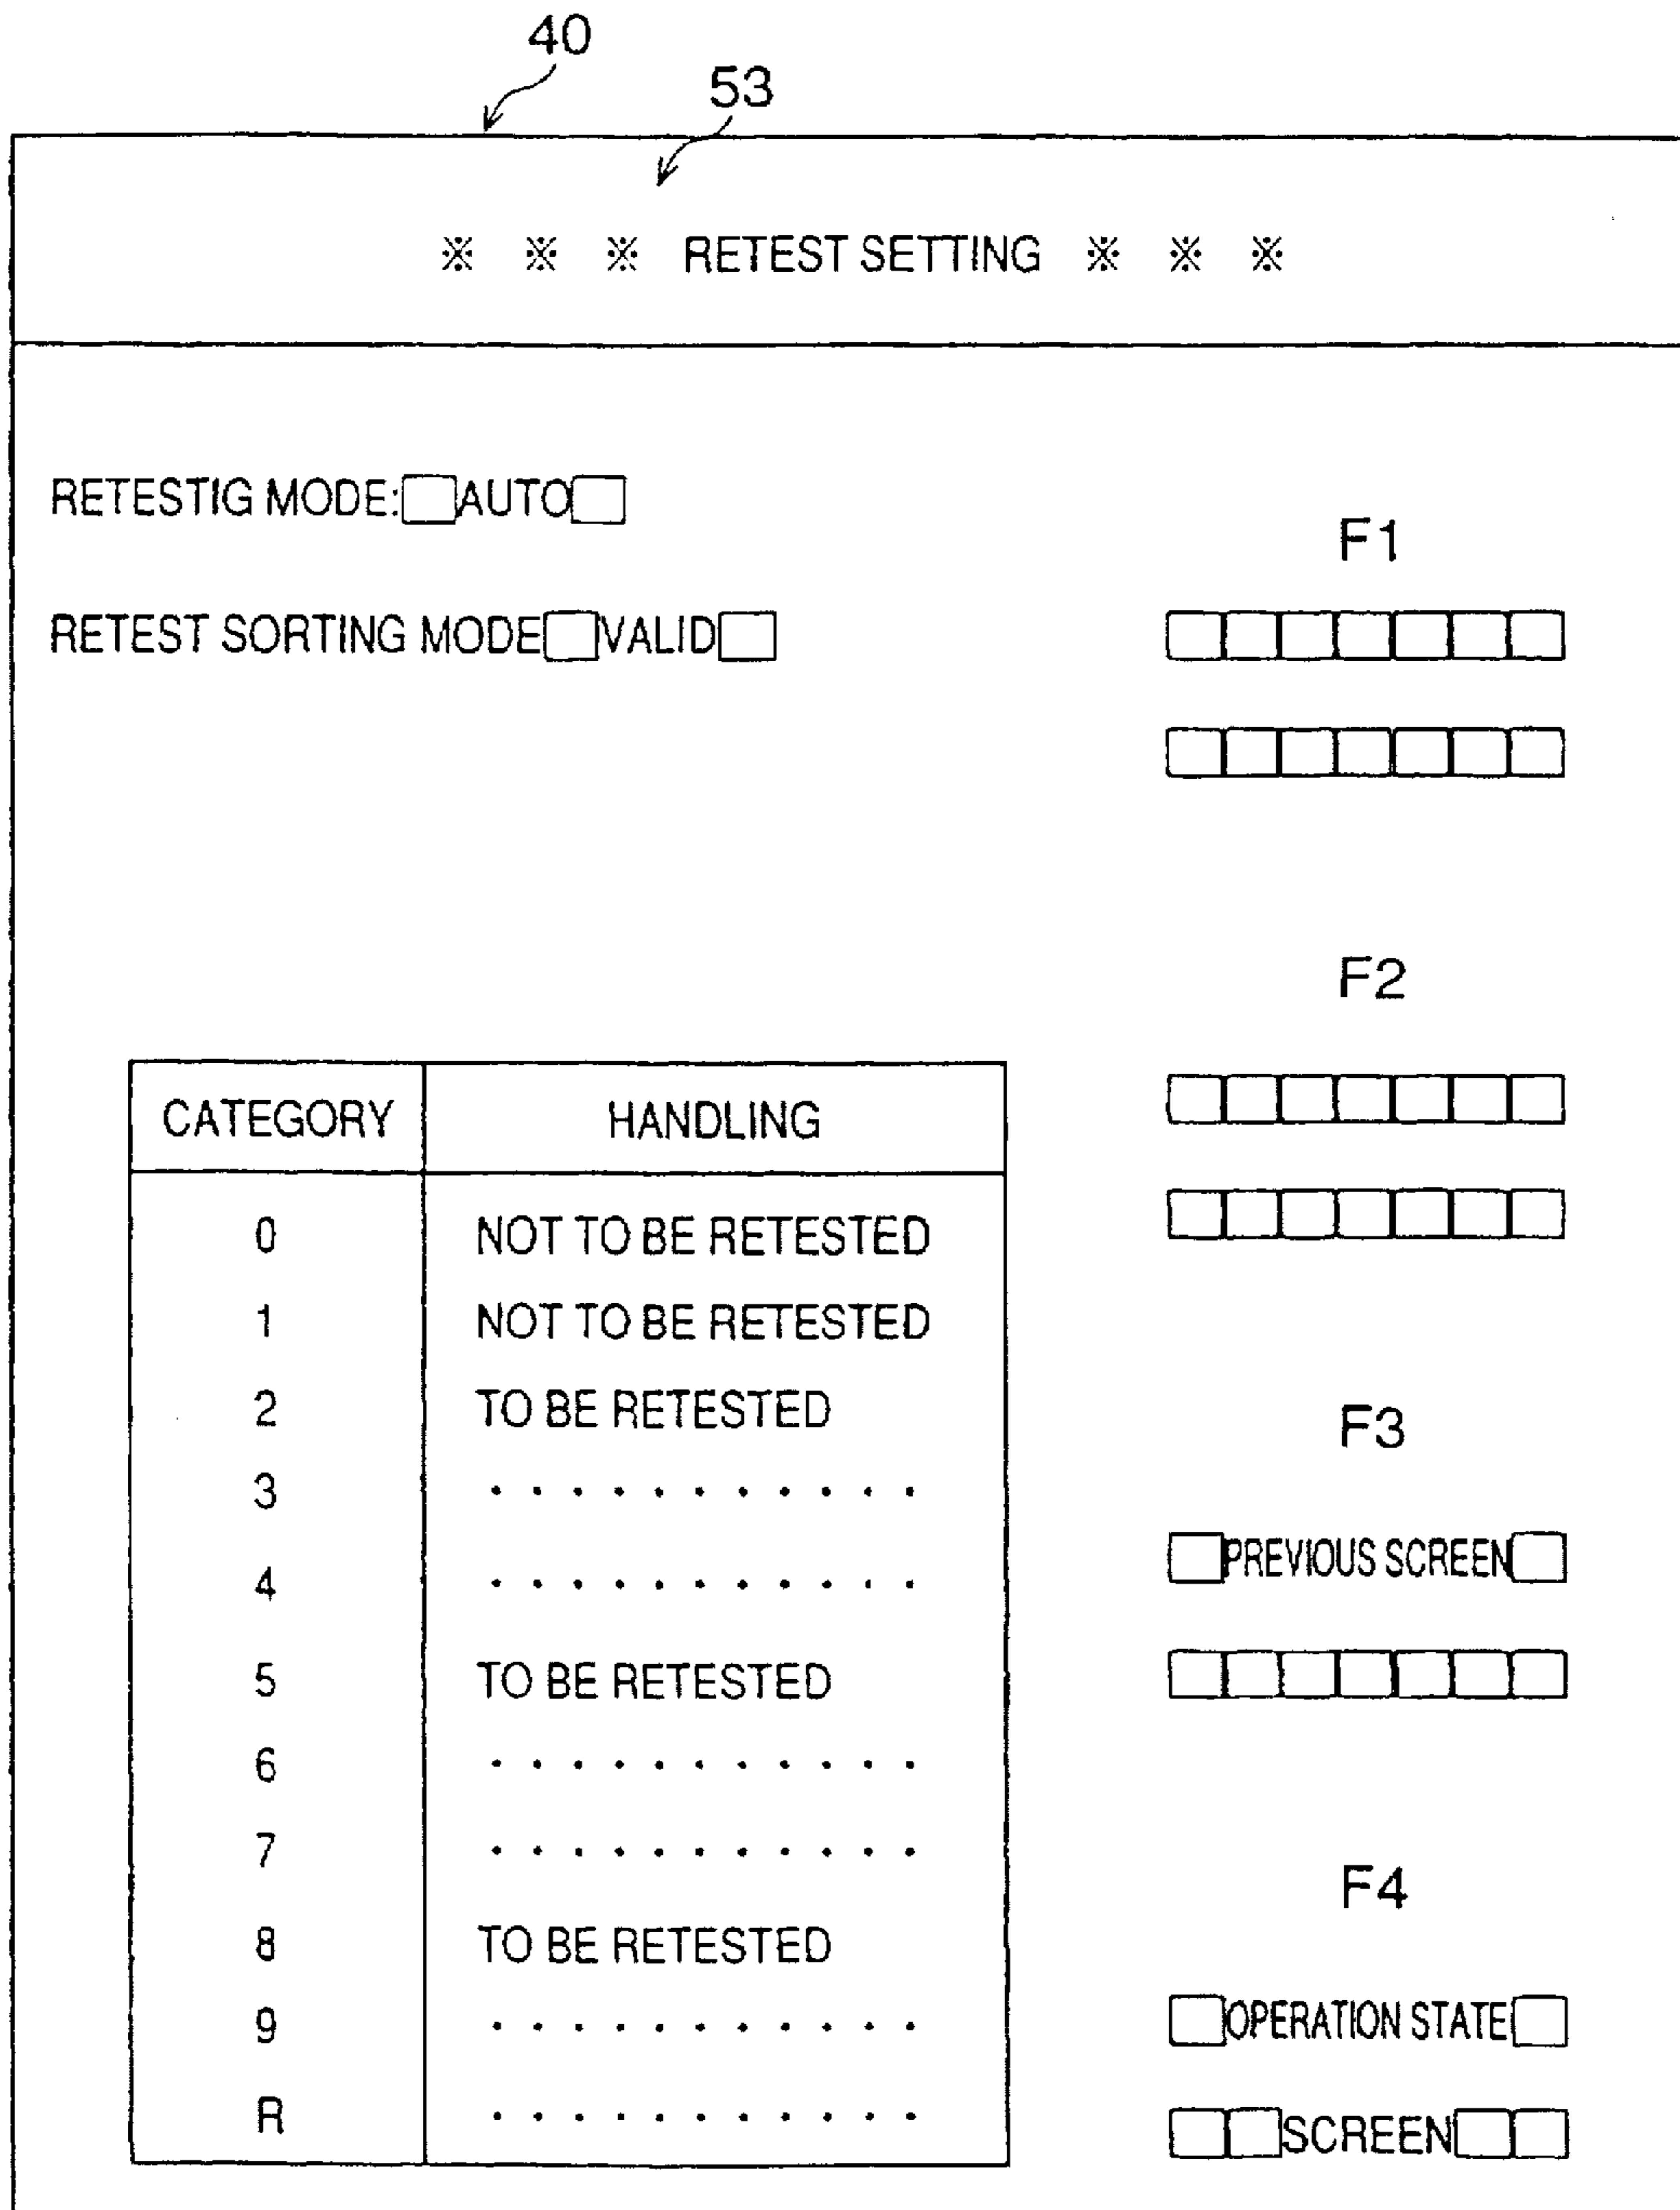 40
53
※ ※ ※ RETEST SETTING ※ ※ ※
RETESTIG MODE:□AUTO□
RETEST SORTING MODE□VALID□
F1
□□□□□□□
□□□□□□□
F2
□□□□□□□
□□□□□□□
CATEGORY HANDLING
0 NOT TO BE RETESTED
1 NOT TO BE RETESTED
2 TO BE RETESTED
3 · · · · · · · · · · ·
4 · · · · · · · · · · ·
5 TO BE RETESTED
6 · · · · · · · · · · ·
7 · · · · · · · · · · ·
8 TO BE RETESTED
9 · · · · · · · · · · ·
R · · · · · · · · · · ·
F3
□PREVIOUS SCREEN□
□□□□□□□
F4
□OPERATION STATE□
□□SCREEN□□